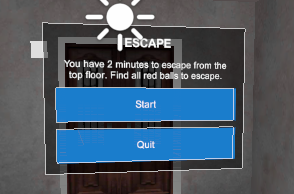 ESCAPE
You have 2 minutes to escape from the
top floor. Find all red balls to escape.
Start
Quit